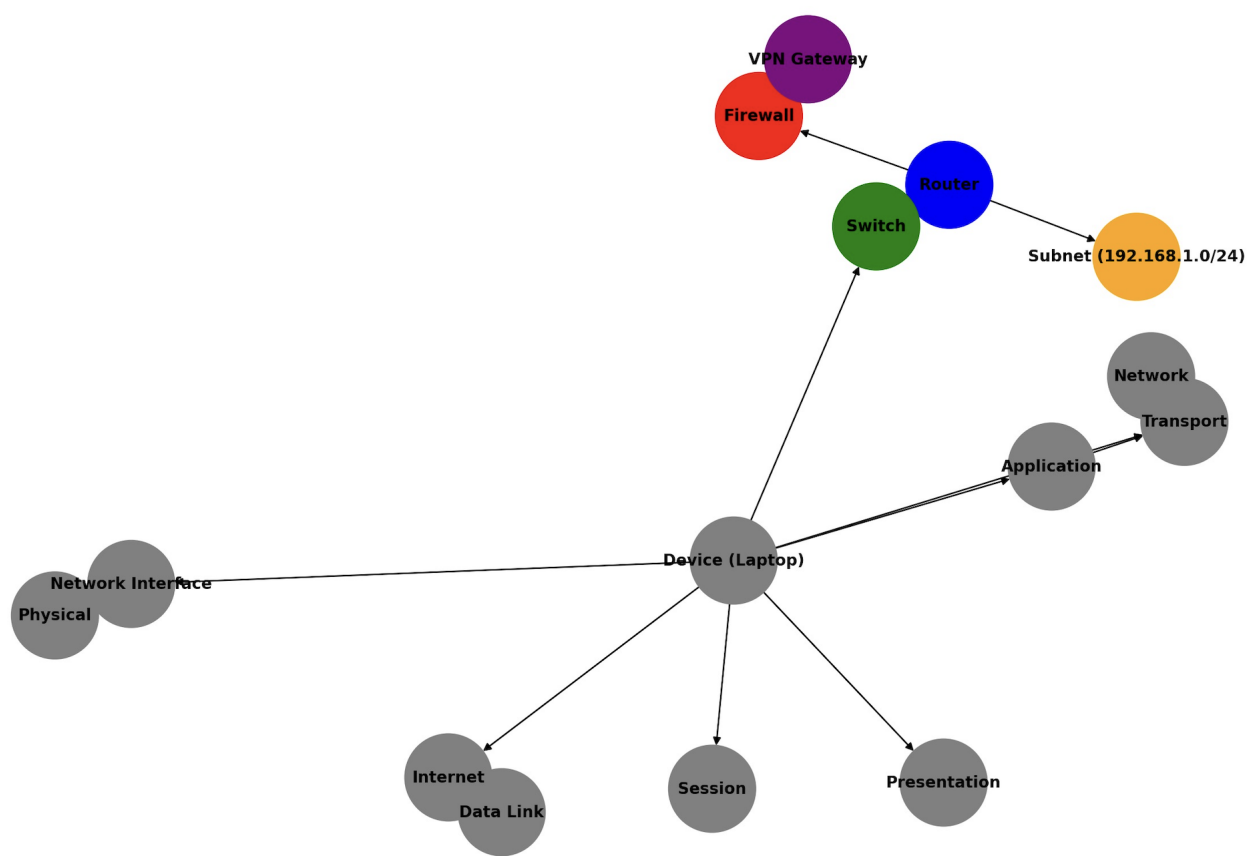 VPN Gateway
Firewall
Router
Switch
Subnet (192.168.1.0/24)
Network
Transport
Application
Device (Laptop)
Network Interface
Physical
Internet
Data Link
Session
Presentation